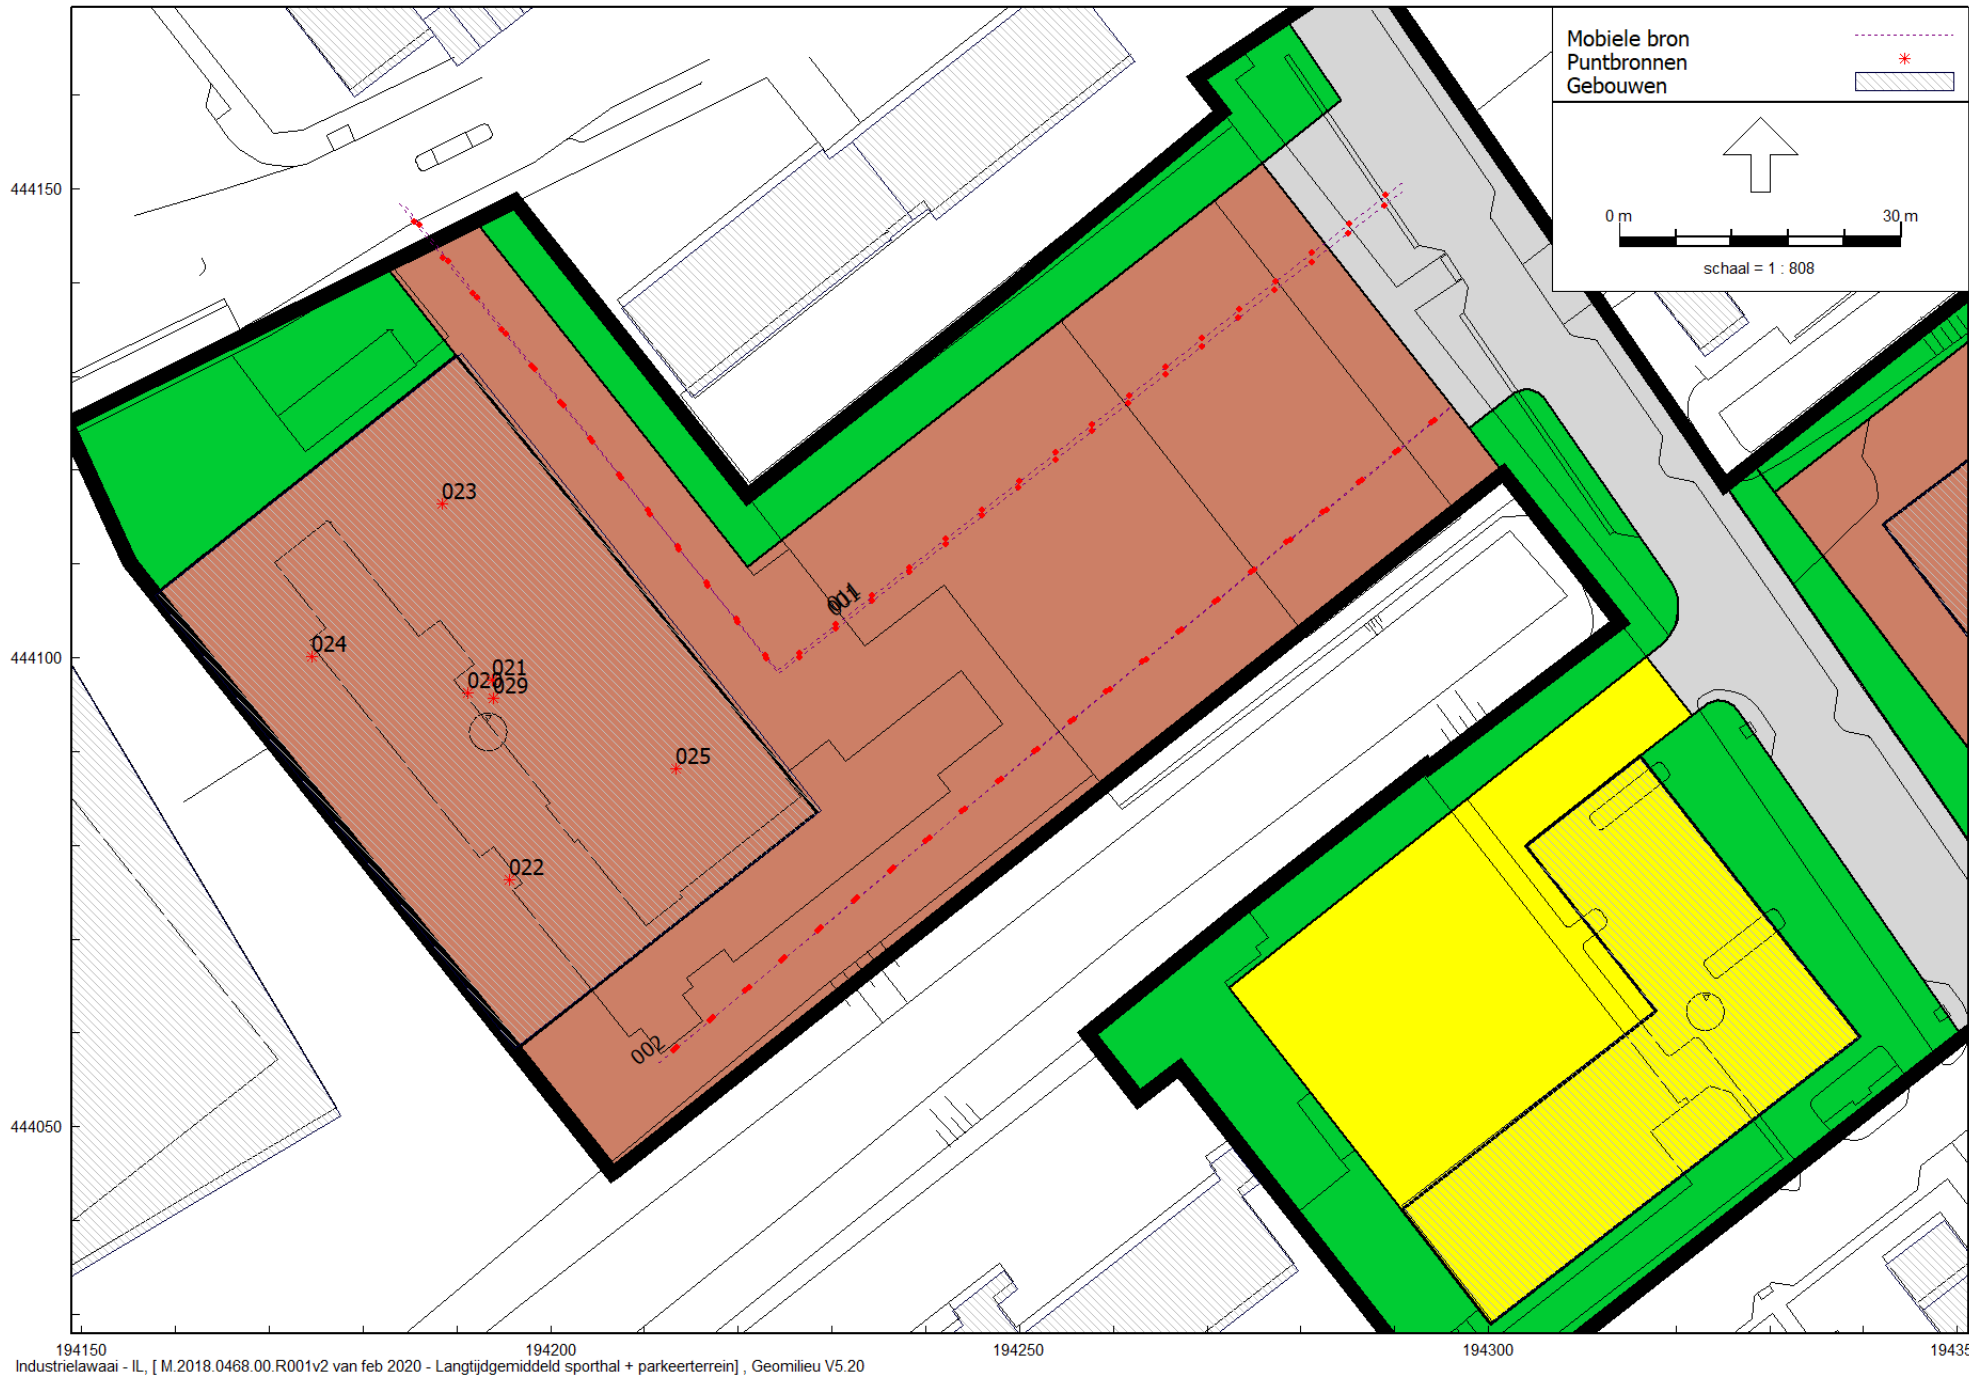 Mobiele bron
Puntbronnen
Gebouwen
0 m 30 m
schaal = 1 : 808
444150
023
001
444100
024
021
020
029
025
022
002
444050
194150 194200 194250 194300 1943
Industrielawaai - IL, [ M.2018.0468.00.R001v2 van feb 2020 - Langtijdgemiddeld sporthal + parkeerterrein] , Geomilieu V5.20